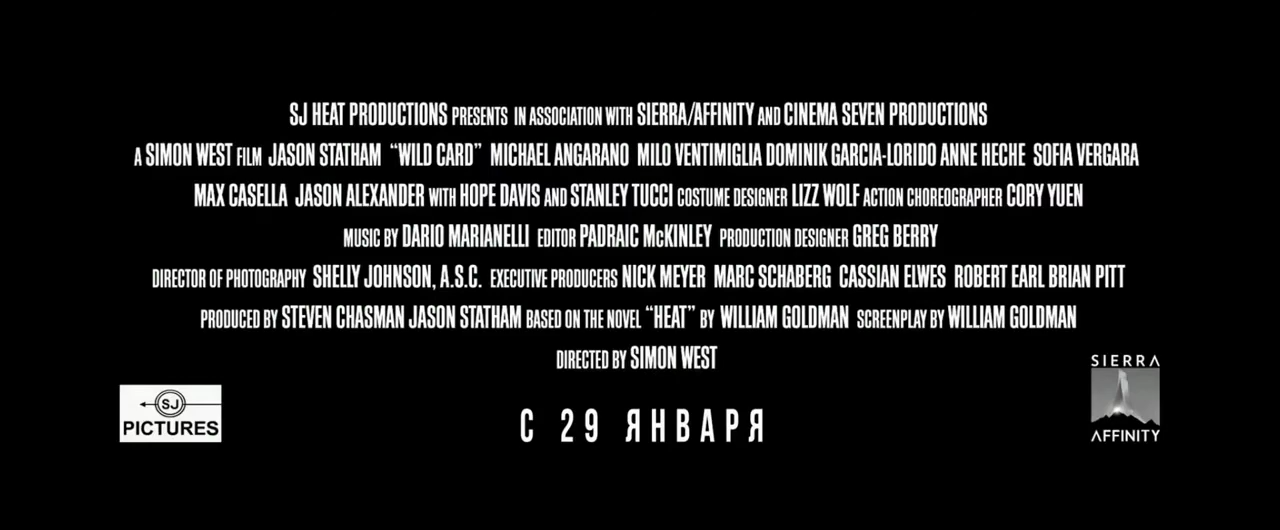 SJ HEAT PRODUCTIONS PRESENTS IN ASSOCIATION WITH SIERRA/AFFINITY AND CINEMA SEVEN PRODUCTIONS
A SIMON WEST FILM JASON STATHAM “WILD CARD” MICHAEL ANGARANO MILO VENTIMIGLIA DOMINIK GARCIA-LORIDO ANNE HECHE SOFIA VERGARA
MAX CASELLA JASON ALEXANDER WITH HOPE DAVIS AND STANLEY TUCCI COSTUME DESIGNER LIZZ WOLF ACTION CHOREOGRAPHER CORY YUEN
MUSIC BY DARIO MARIANELLI EDITOR PADRAIC McKINLEY PRODUCTION DESIGNER GREG BERRY
DIRECTOR OF PHOTOGRAPHY SHELLY JOHNSON, A.S.C. EXECUTIVE PRODUCERS NICK MEYER MARC SCHABERG CASSIAN ELWES ROBERT EARL BRIAN PITT
PRODUCED BY STEVEN CHASMAN JASON STATHAM BASED ON THE NOVEL “HEAT” BY WILLIAM GOLDMAN SCREENPLAY BY WILLIAM GOLDMAN
DIRECTED BY SIMON WEST
SJ
PICTURES
С 29 ЯНВАРЯ
SIERRA
AFFINITY